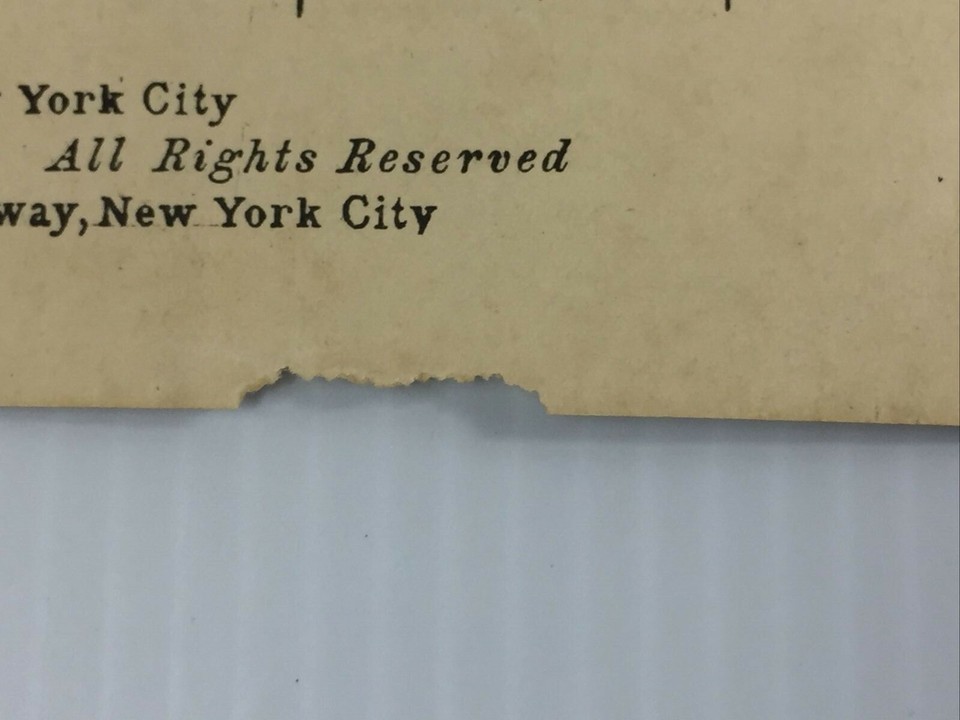 York City
All Rights Reserved
way, New York City